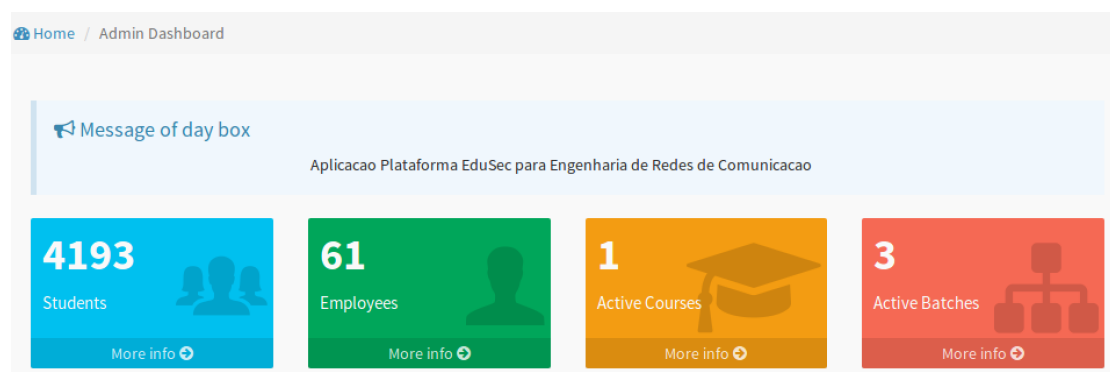 Home / Admin Dashboard
Message of day box
Aplicacao Plataforma EduSec para Engenharia de Redes de Comunicacao
4193
Students
More info
61
Employees
More info
1
Active Courses
More info
3
Active Batches
More info